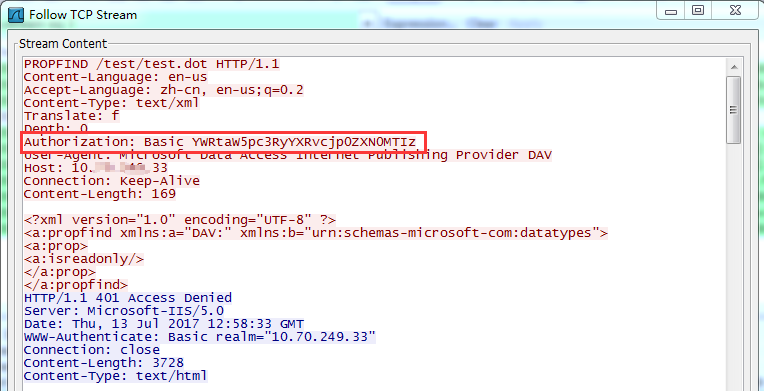 Follow TCP Stream
Stream Content
PROPFIND /test/test.dot HTTP/1.1
Content-Language: en-us
Accept-Language: zh-cn, en-us;q=0.2
Content-Type: text/xml
Translate: f
Depth: 0
Authorization: Basic YWRtaW5pc3RyYXRvcjp0ZXN0MTIz
User-Agent: Microsoft Data Access Internet Publishing Provider DAV
Host: 10. .33
Connection: Keep-Alive
Content-Length: 169
<?xml version="1.0" encoding="UTF-8" ?>
<a:propfind xmlns:a="DAV:" xmlns:b="urn:schemas-microsoft-com:datatypes">
<a:prop>
<a:isreadonly/>
</a:prop>
</a:propfind>
HTTP/1.1 401 Access Denied
Server: Microsoft-IIS/5.0
Date: Thu, 13 Jul 2017 12:58:33 GMT
WWW-Authenticate: Basic realm="10.70.249.33"
Connection: close
Content-Length: 3728
Content-Type: text/html